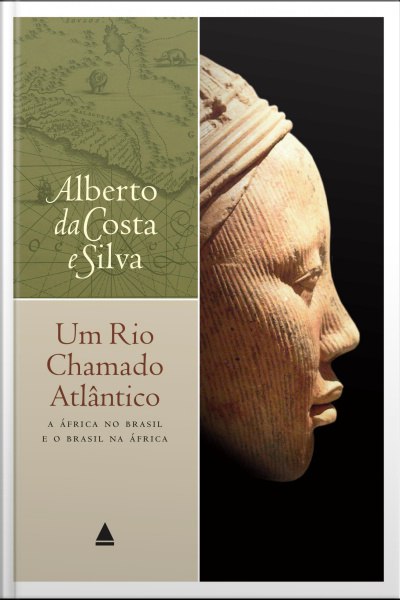 Alberto
da Costa
e Silva
Um Rio
Chamado
Atlântico
A ÁFRICA NO BRASIL
E O BRASIL NA ÁFRICA